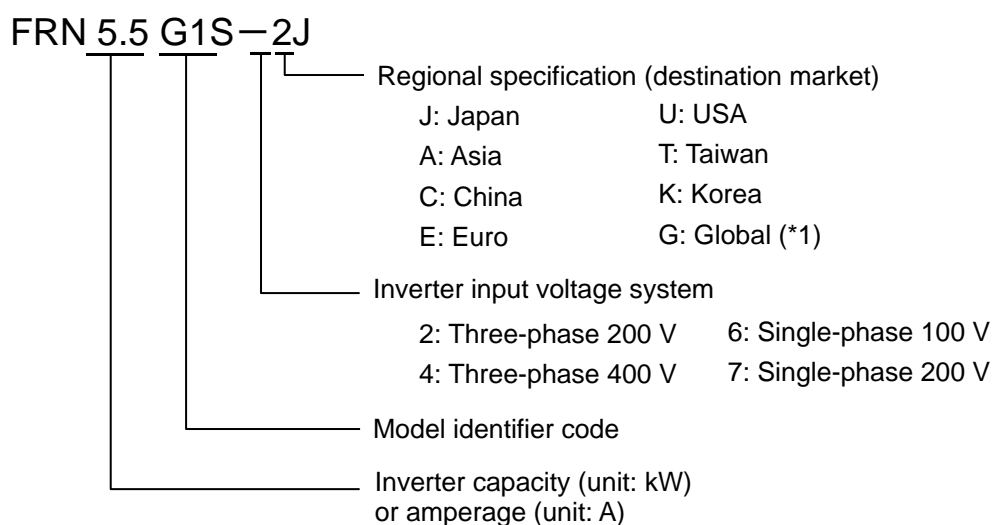 FRN 5.5 G1S－2J
Regional specification (destination market)
J: Japan U: USA
A: Asia T: Taiwan
C: China K: Korea
E: Euro G: Global (*1)
Inverter input voltage system
2: Three-phase 200 V 6: Single-phase 100 V
4: Three-phase 400 V 7: Single-phase 200 V
Model identifier code
Inverter capacity (unit: kW)
or amperage (unit: A)